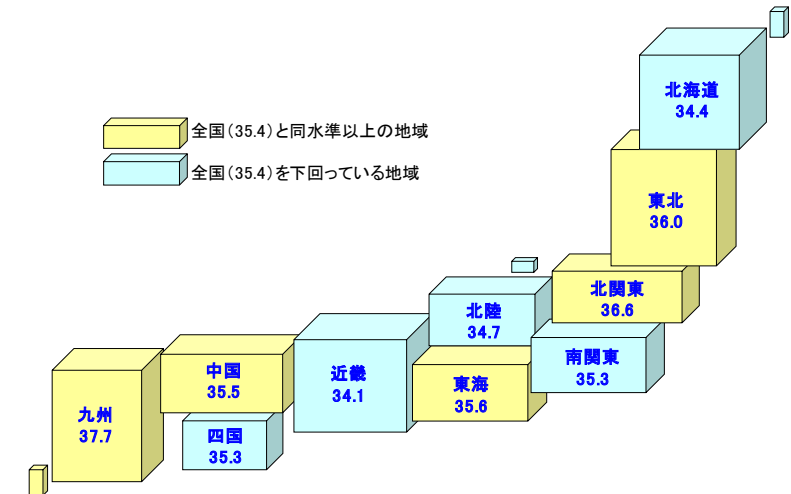 全国（35.4）と同水準以上の地域
全国（35.4）を下回っている地域
北海道
34.4
東北
36.0
北関東
36.6
北陸
34.7
南関東
35.3
東海
35.6
近畿
34.1
中国
35.5
四国
35.3
九州
37.7